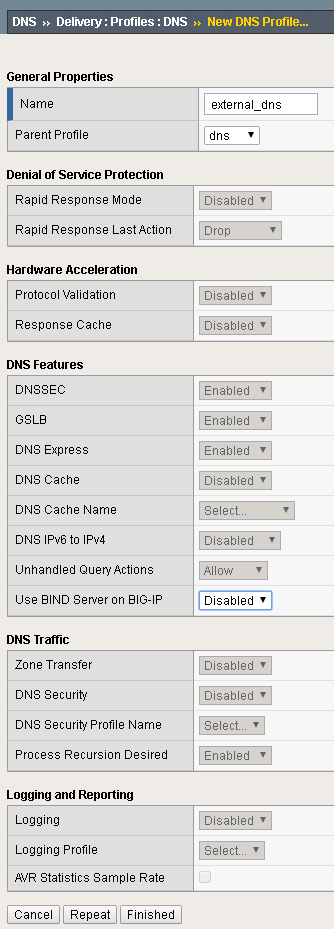 DNS ›› Delivery : Profiles : DNS ›› New DNS Profile...
General Properties
Name external_dns
Parent Profile dns
Denial of Service Protection
Rapid Response Mode Disabled
Rapid Response Last Action Drop
Hardware Acceleration
Protocol Validation Disabled
Response Cache Disabled
DNS Features
DNSSEC Enabled
GSLB Enabled
DNS Express Enabled
DNS Cache Disabled
DNS Cache Name Select...
DNS IPv6 to IPv4 Disabled
Unhandled Query Actions Allow
Use BIND Server on BIG-IP Disabled
DNS Traffic
Zone Transfer Disabled
DNS Security Disabled
DNS Security Profile Name Select...
Process Recursion Desired Enabled
Logging and Reporting
Logging Disabled
Logging Profile Select...
AVR Statistics Sample Rate
Cancel Repeat Finished